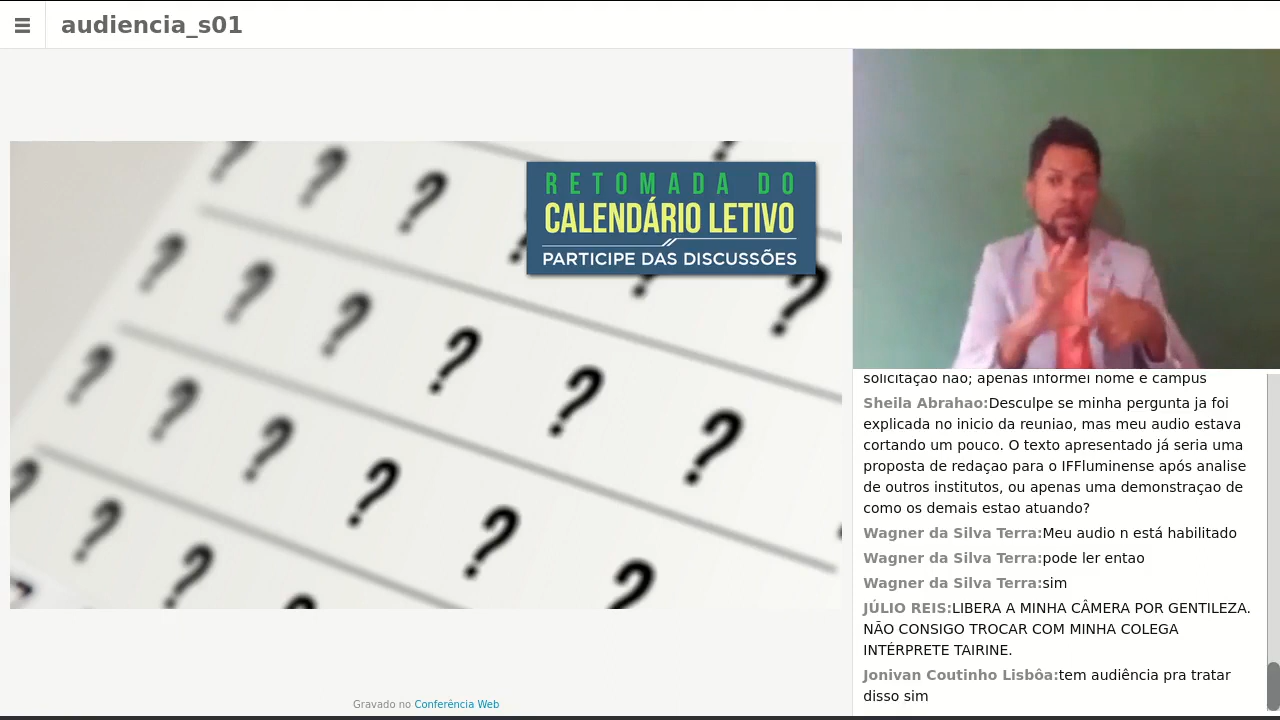 audiencia_s01
RETOMADA DO
CALENDÁRIO LETIVO
PARTICIPE DAS DISCUSSÕES
solicitação não; apenas informei nome e campus
Sheila Abrahao:Desculpe se minha pergunta ja foi
explicada no inicio da reuniao, mas meu audio estava
cortando um pouco. O texto apresentado já seria uma
proposta de redaçao para o IFFluminense após analise
de outros institutos, ou apenas uma demonstraçao de
como os demais estao atuando?
Wagner da Silva Terra:Meu audio n está habilitado
Wagner da Silva Terra:pode ler entao
Wagner da Silva Terra:sim
JÚLIO REIS:LIBERA A MINHA CÂMERA POR GENTILEZA.
NÃO CONSIGO TROCAR COM MINHA COLEGA
INTÉRPRETE TAIRINE.
Jonivan Coutinho Lisbôa:tem audiência pra tratar
disso sim
Gravado no Conferência Web